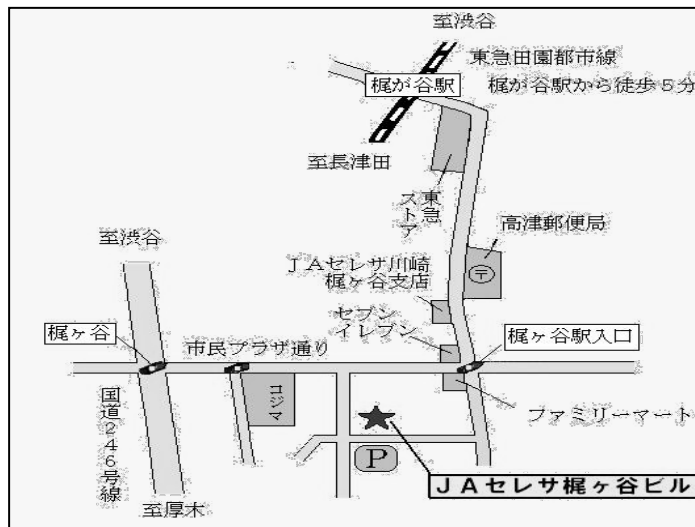 至渋谷
東急田園都市線
梶が谷駅
梶が谷駅から徒歩５分
至長津田
東急
ストア
高津郵便局
〒
至渋谷
ＪＡセレサ川崎
梶ヶ谷支店
セブン
イレブン
梶ヶ谷
市民プラザ通り
梶ヶ谷駅入口
コジマ
国道２４６号線
ファミリーマート
P
ＪＡセレサ梶ヶ谷ビル
至厚木